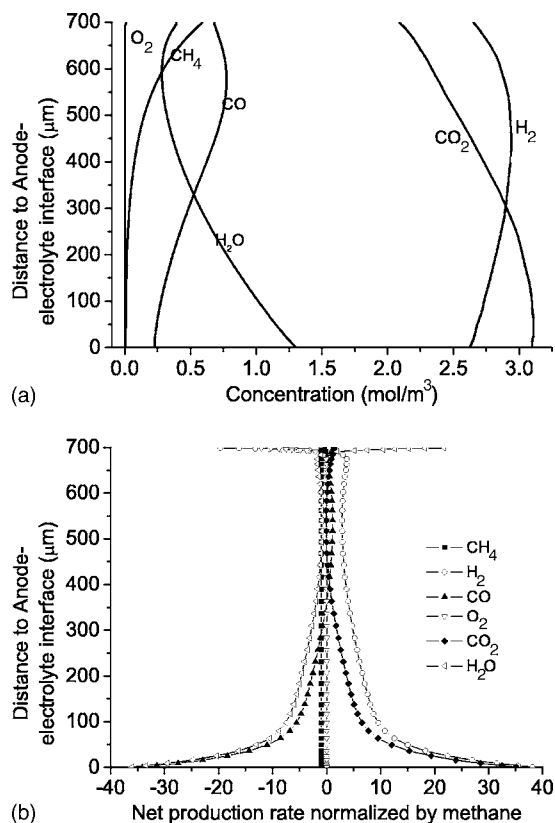 (a)
Distance to Anode-
electrolyte interface (μm)
700
600
500
400
300
200
100
0
O₂
CH₄
CO
H₂O
CO₂
H₂
0.0 0.5 1.0 1.5 2.0 2.5 3.0
Concentration (mol/m³)
(b)
Distance to Anode-
electrolyte interface (μm)
700
600
500
400
300
200
100
0
CH₄
H₂
CO
O₂
CO₂
H₂O
-40 -30 -20 -10 0 10 20 30 40
Net production rate normalized by methane